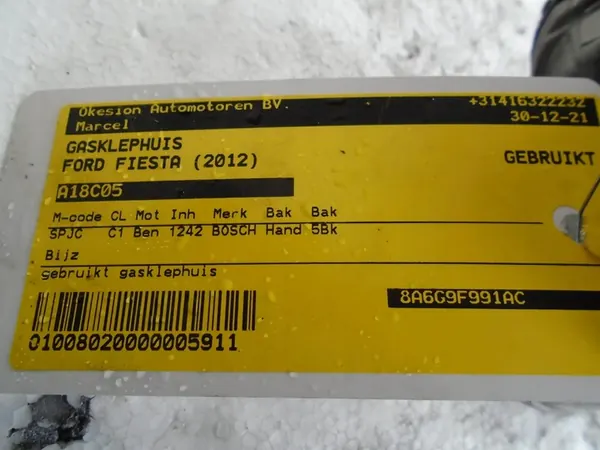 Okesion Automotoren BV. +31416322232
Marcel 30-12-21
GASKLEPHUIS
FORD FIESTA (2012) GEBRUIKT
A18C05
M-code CL Mot Inh Merk Bak Bak
SPJC C1 Ben 1242 BOSCH Hand 5Bk
Bijz
gebruikt gasklephuis
8A6G9F991AC
01008020000005911